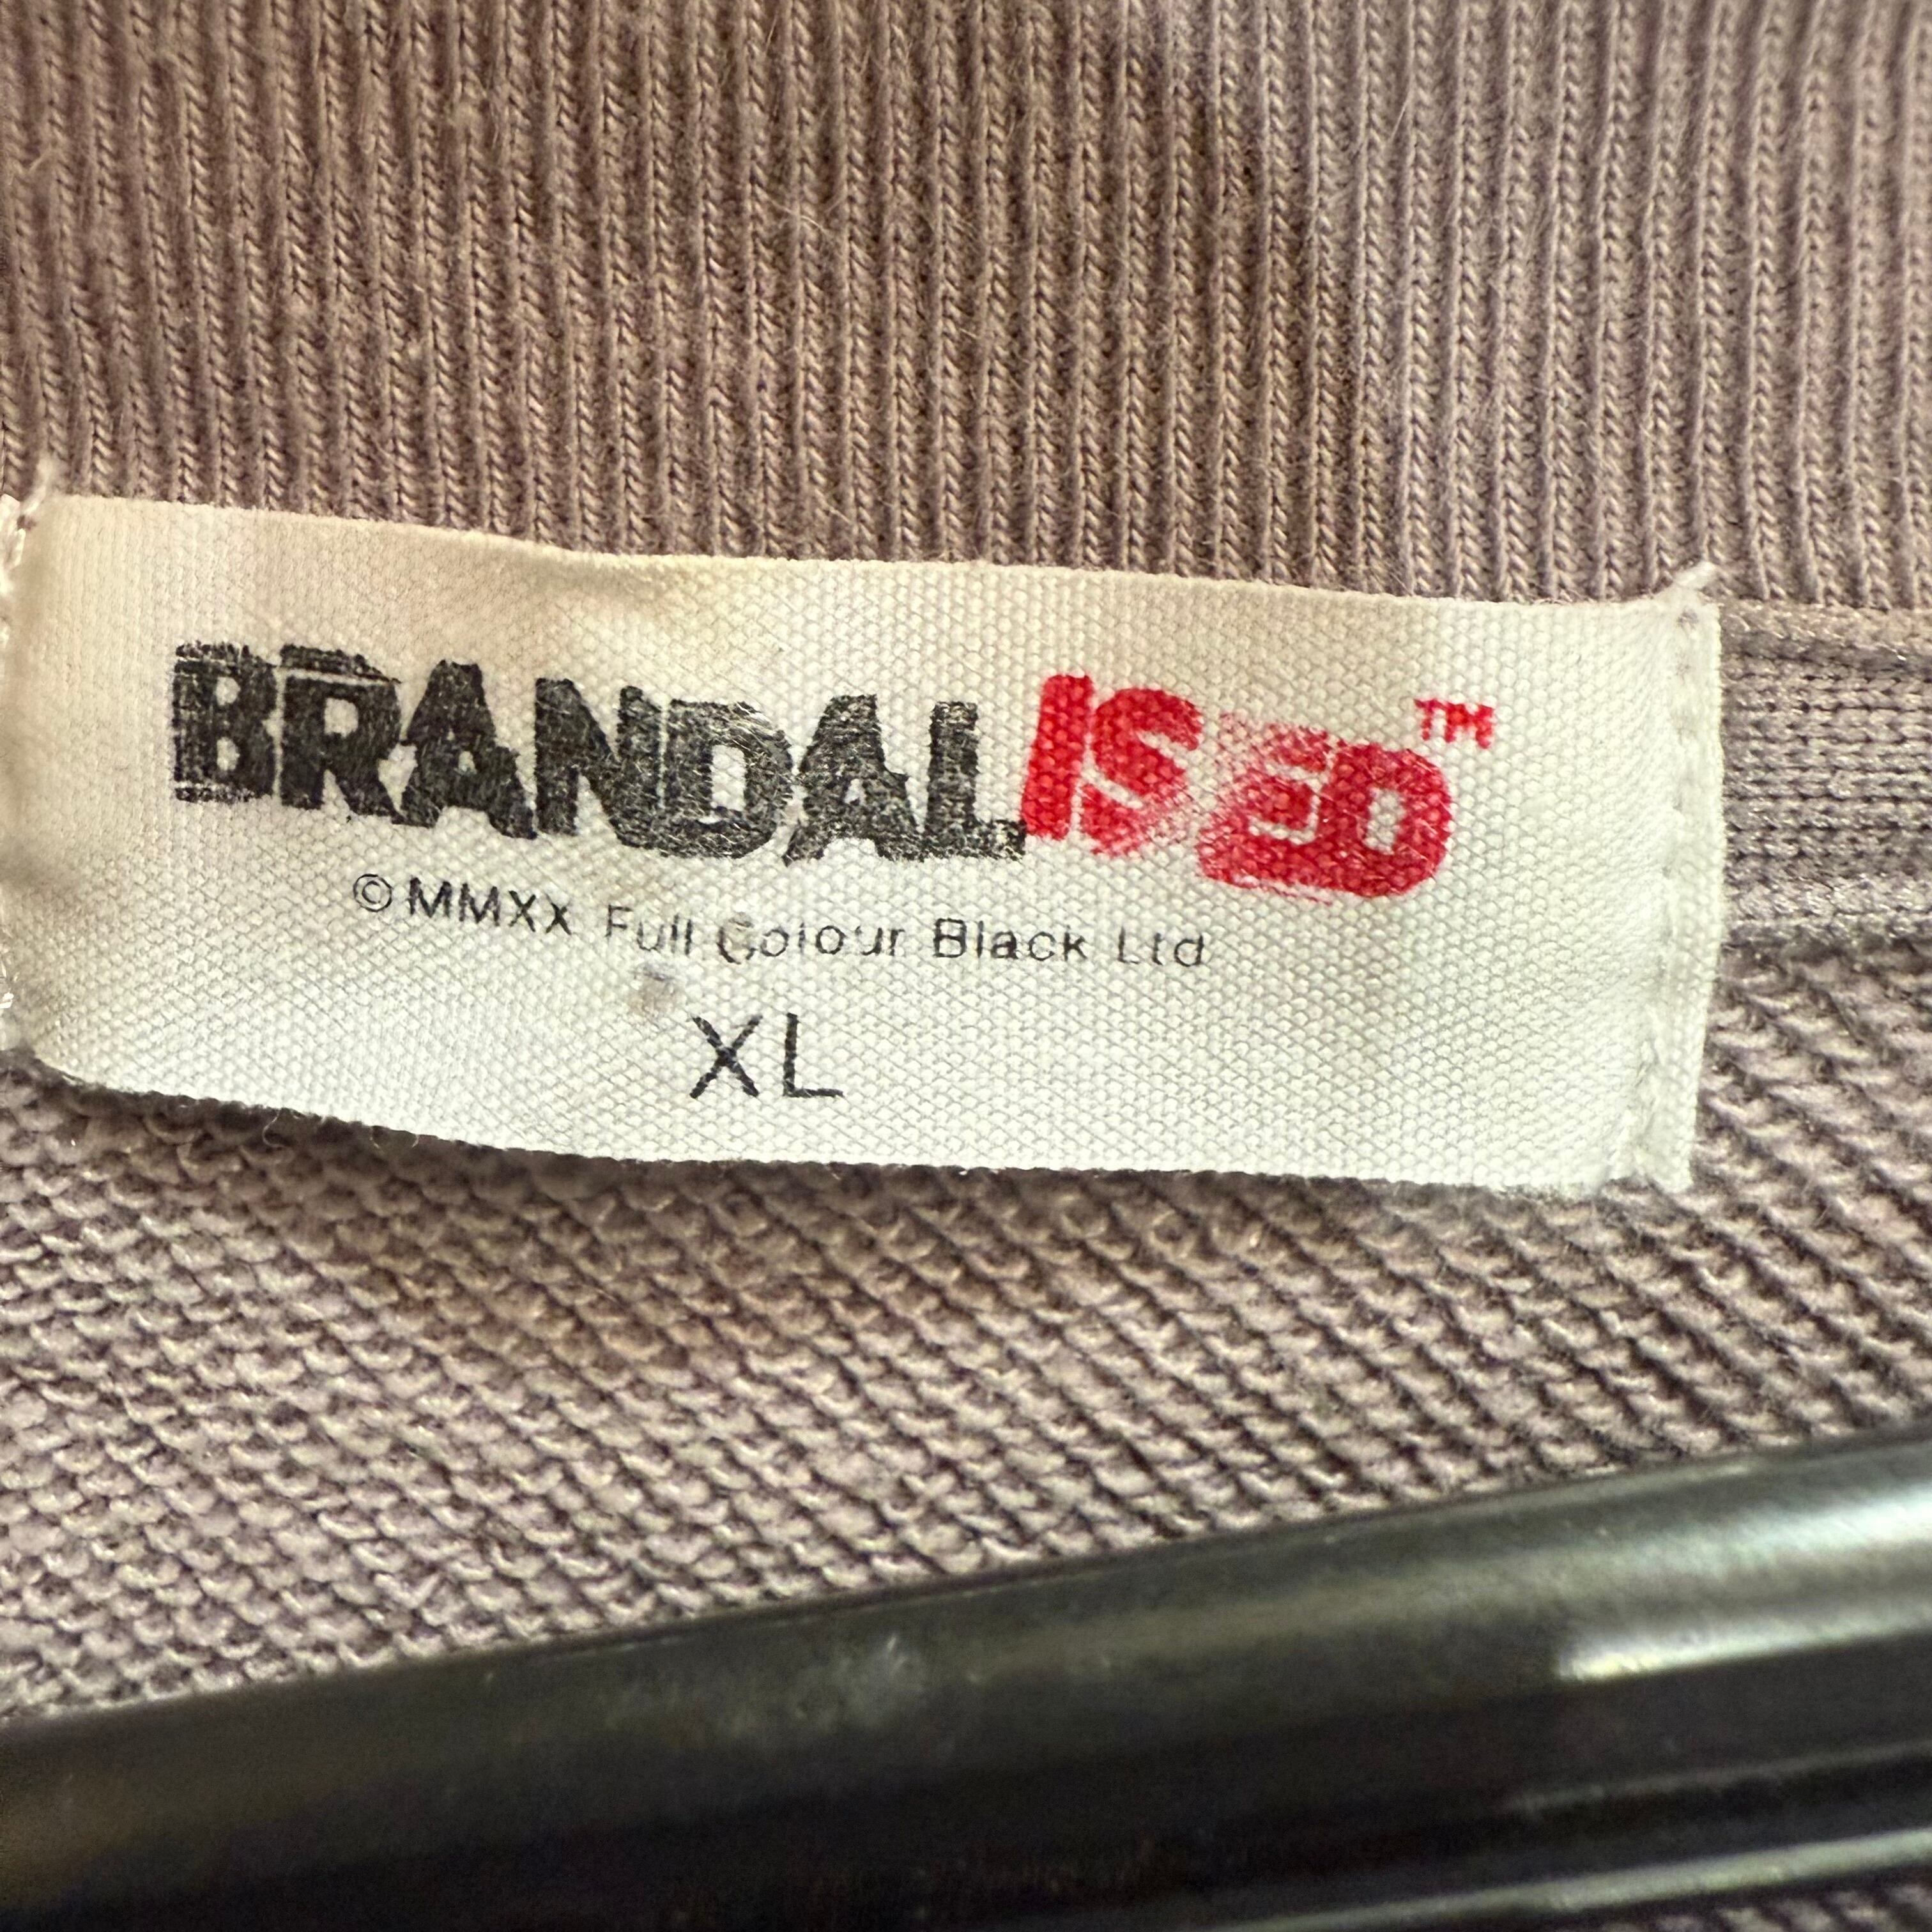 BRANDALISED™
© MMXX Full Colour Black Ltd
XL